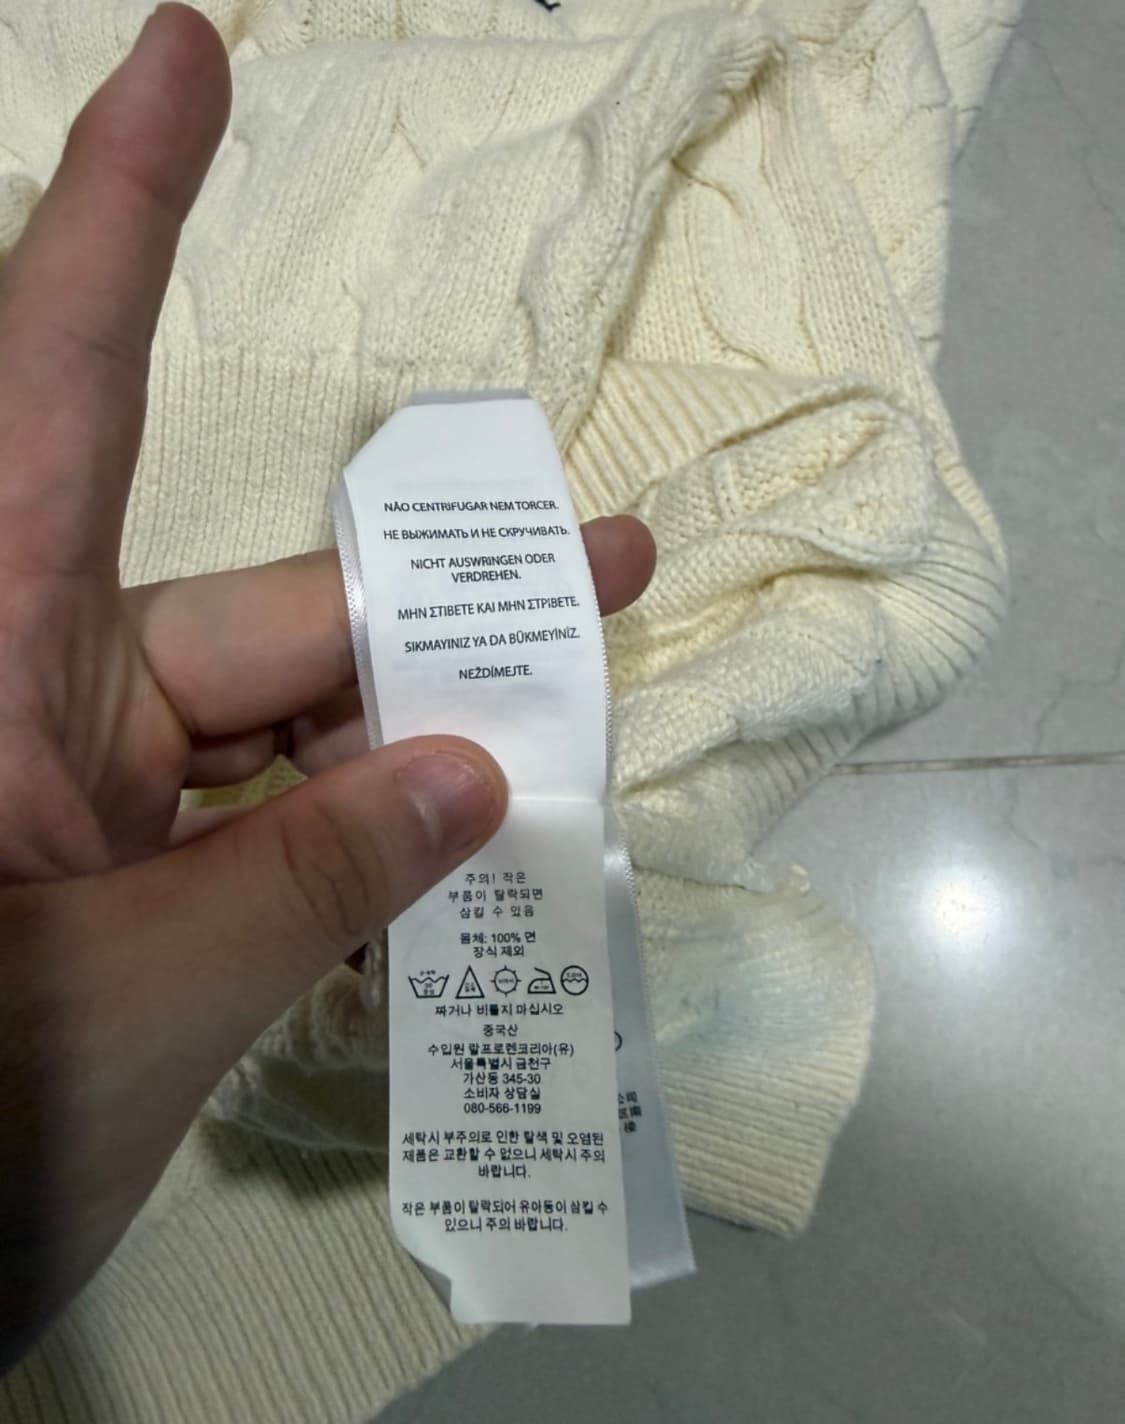 NÃO CENTRIFUGAR NEM TORCER.
НЕ ВЫЖИМАТЬ И НЕ СКРУЧИВАТЬ.
NICHT AUSWRINGEN ODER
VERDREHEN.
ΜΗΝ ΣΤΙΒΕΤΕ ΚΑΙ ΜΗΝ ΣΤΡΙΒΕΤΕ.
SIKMAYINIZ YA DA BÜKMEYİNİZ.
NEŽDÍMEJTE.
주의! 작은
부품이 탈락되면
삼킬 수 있음
몸체: 100% 면
장식 제외
짜거나 비틀지 마십시오
중국산
수입원 랄프로렌코리아(유)
서울특별시 금천구
가산동 345-30
소비자 상담실
080-566-1199
세탁시 부주의로 인한 탈색 및 오염된
제품은 교환할 수 없으니 세탁시 주의
바랍니다.
작은 부품이 탈락되어 유아동이 삼킬 수
있으니 주의 바랍니다.